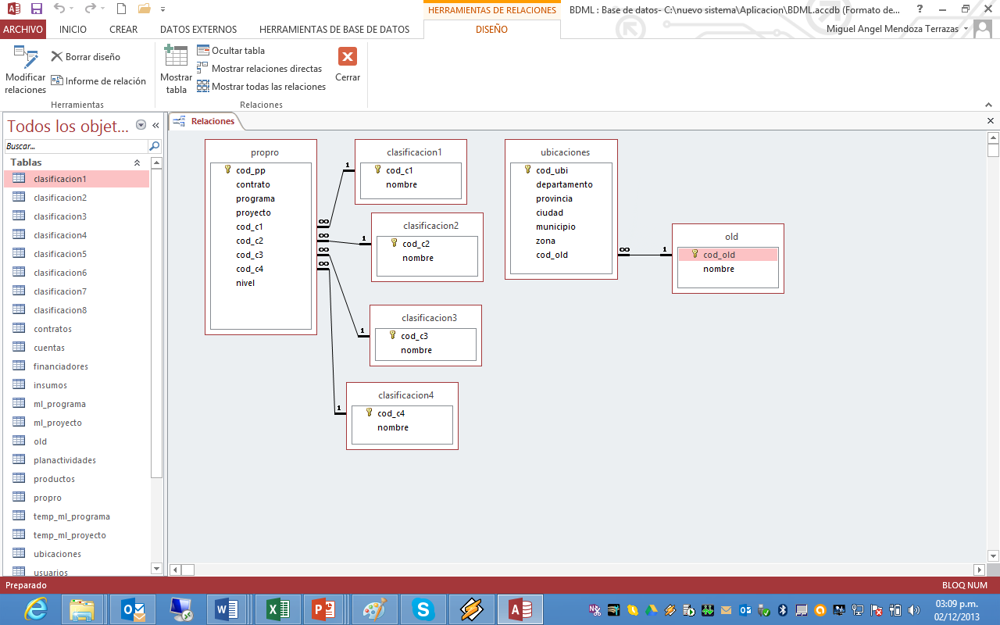 HERRAMIENTAS DE RELACIONES
BDML : Base de datos- C:\nuevo sistema\Aplicacion\BDML.accdb (Formato de...
?
ARCHIVO
INICIO
CREAR
DATOS EXTERNOS
HERRAMIENTAS DE BASE DE DATOS
DISEÑO
Miguel Angel Mendoza Terrazas
Modificar
relaciones
Borrar diseño
Informe de relación
Herramientas
Mostrar
tabla
Ocultar tabla
Mostrar relaciones directas
Mostrar todas las relaciones
Relaciones
Cerrar
Todos los objet...
Buscar...
Tablas
clasificacion1
clasificacion2
clasificacion3
clasificacion4
clasificacion5
clasificacion6
clasificacion7
clasificacion8
contratos
cuentas
financiadores
insumos
ml_programa
ml_proyecto
old
planactividades
productos
propro
temp_ml_programa
temp_ml_proyecto
ubicaciones
usuarios
Relaciones
propro
cod_pp
contrato
programa
proyecto
cod_c1
cod_c2
cod_c3
cod_c4
nivel
∞
∞
∞
∞
1
clasificacion1
cod_c1
nombre
1
clasificacion2
cod_c2
nombre
1
clasificacion3
cod_c3
nombre
1
clasificacion4
cod_c4
nombre
ubicaciones
cod_ubi
departamento
provincia
ciudad
municipio
zona
cod_old
∞
1
old
cod_old
nombre
Preparado
BLOQ NUM
03:09 p.m.
02/12/2013